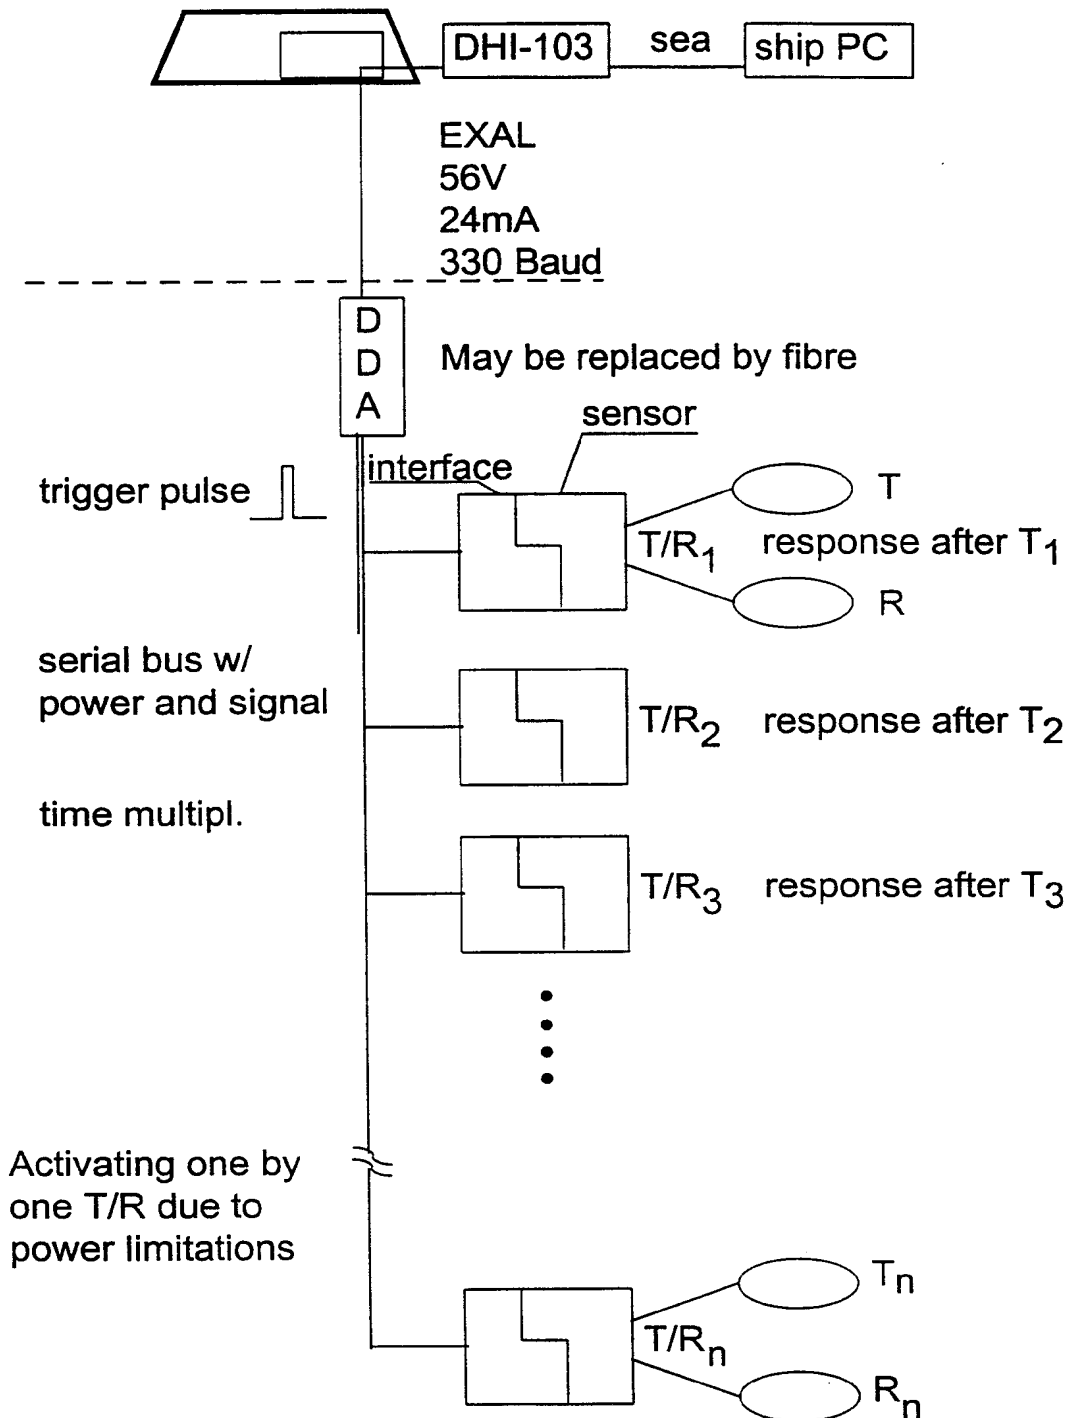 DHI-103
sea
ship PC
EXAL
56V
24mA
330 Baud
D
D
A
May be replaced by fibre
sensor
interface
trigger pulse
T
T/R1
response after T1
R
serial bus w/
power and signal
T/R2
response after T2
time multipl.
T/R3
response after T3
Activating one by
one T/R due to
power limitations
Tn
T/Rn
Rn